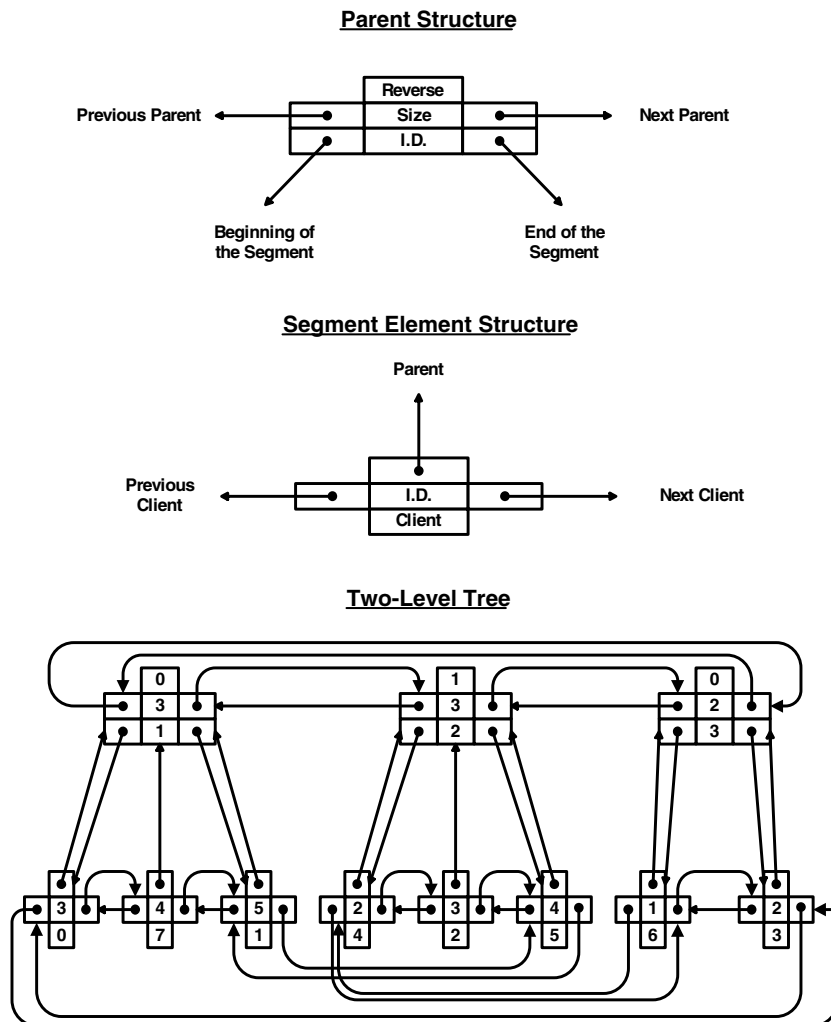 Parent Structure
Reverse
Previous Parent Size Next Parent
I.D.
Beginning of
the Segment
End of the
Segment
Segment Element Structure
Parent
Previous
Client
I.D.
Next Client
Client
Two-Level Tree
0 1 0
3 3 2
1 2 3
3 4 5 2 3 4 1 2
0 7 1 4 2 5 6 3